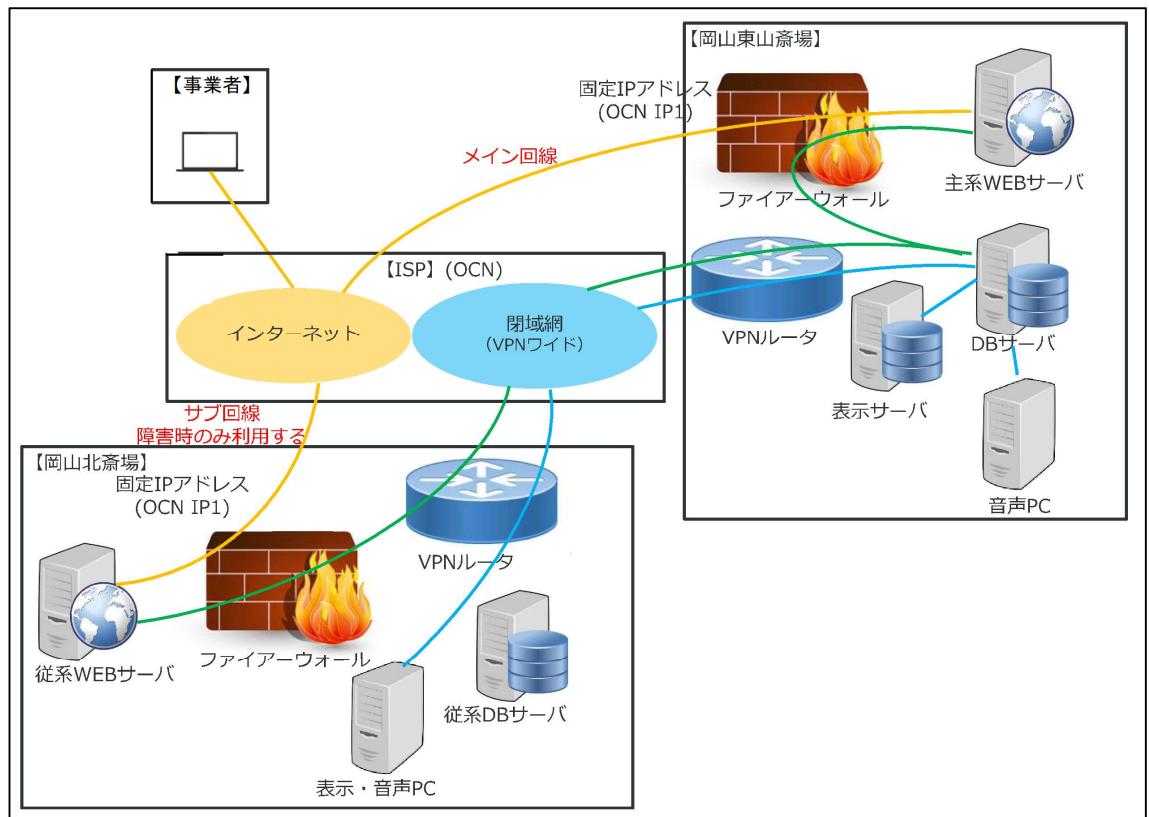 【岡山東山斎場】
【事業者】
固定IPアドレス
(OCN IP1)
メイン回線
ファイアーウォール
主系WEBサーバ
【ISP】(OCN)
インターネット
閉域網
(VPNワイド)
VPNルータ
DBサーバ
表示サーバ
音声PC
サブ回線
障害時のみ利用する
【岡山北斎場】
固定IPアドレス
(OCN IP1)
VPNルータ
従系WEBサーバ
ファイアーウォール
従系DBサーバ
表示・音声PC